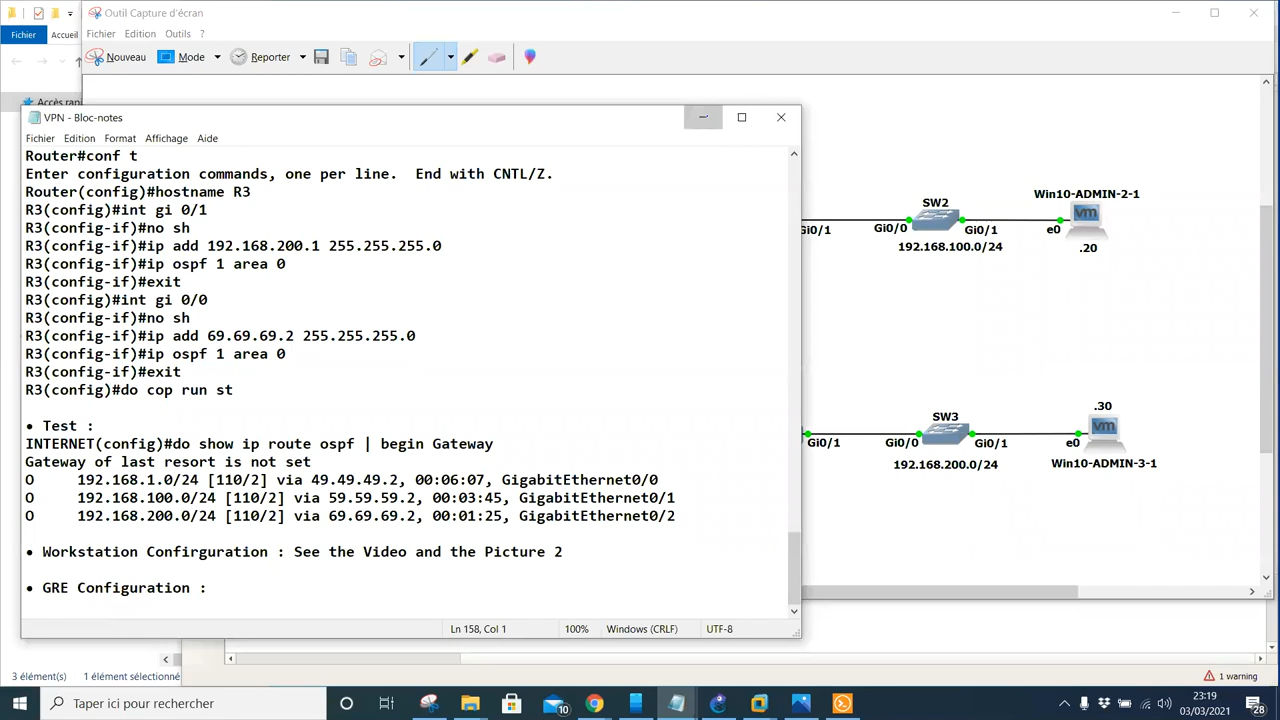 Outil Capture d'écran
Fichier Accueil
Fichier Edition Outils ?
Nouveau Mode Reporter
Accès rap
VPN - Bloc-notes
Fichier Edition Format Affichage Aide
Router#conf t
Enter configuration commands, one per line. End with CNTL/Z.
Router(config)#hostname R3
R3(config)#int gi 0/1
R3(config-if)#no sh
R3(config-if)#ip add 192.168.200.1 255.255.255.0
R3(config-if)#ip ospf 1 area 0
R3(config-if)#exit
R3(config)#int gi 0/0
R3(config-if)#no sh
R3(config-if)#ip add 69.69.69.2 255.255.255.0
R3(config-if)#ip ospf 1 area 0
R3(config-if)#exit
R3(config)#do cop run st
• Test :
INTERNET(config)#do show ip route ospf | begin Gateway
Gateway of last resort is not set
O 192.168.1.0/24 [110/2] via 49.49.49.2, 00:06:07, GigabitEthernet0/0
O 192.168.100.0/24 [110/2] via 59.59.59.2, 00:03:45, GigabitEthernet0/1
O 192.168.200.0/24 [110/2] via 69.69.69.2, 00:01:25, GigabitEthernet0/2
• Workstation Confirguration : See the Video and the Picture 2
• GRE Configuration :
Ln 158, Col 1 100% Windows (CRLF) UTF-8
Win10-ADMIN-2-1
SW2
vm
Gi0/1 Gi0/0 Gi0/1 e0
192.168.100.0/24 .20
.30
SW3
vm
Gi0/1 Gi0/0 Gi0/1 e0
192.168.200.0/24 Win10-ADMIN-3-1
3 élément(s) 1 élément sélectionné
1 warning
Taper ici pour rechercher
10
23:19
03/03/2021
28